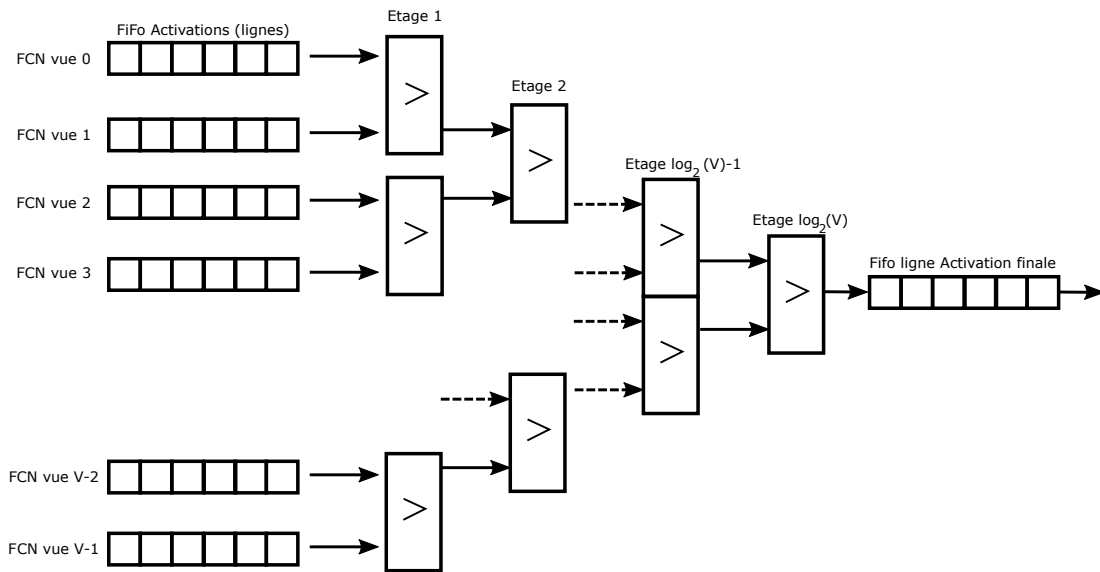 Etage 1
FiFo Activations (lignes)
FCN vue 0
>
Etage 2
FCN vue 1
>
Etage log2 (V)-1
FCN vue 2
>
>
Etage log2(V)
FCN vue 3
Fifo ligne Activation finale
>
>
>
FCN vue V-2
>
FCN vue V-1